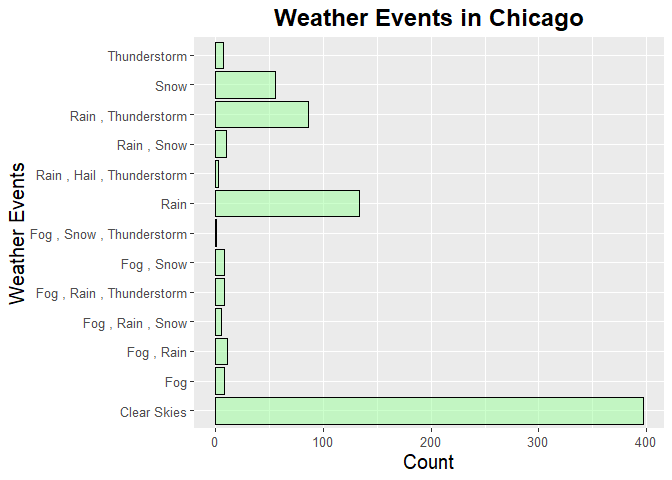 Weather Events in Chicago
Weather Events
Thunderstorm
Snow
Rain , Thunderstorm
Rain , Snow
Rain , Hail , Thunderstorm
Rain
Fog , Snow , Thunderstorm
Fog , Snow
Fog , Rain , Thunderstorm
Fog , Rain , Snow
Fog , Rain
Fog
Clear Skies
0 100 200 300 400
Count